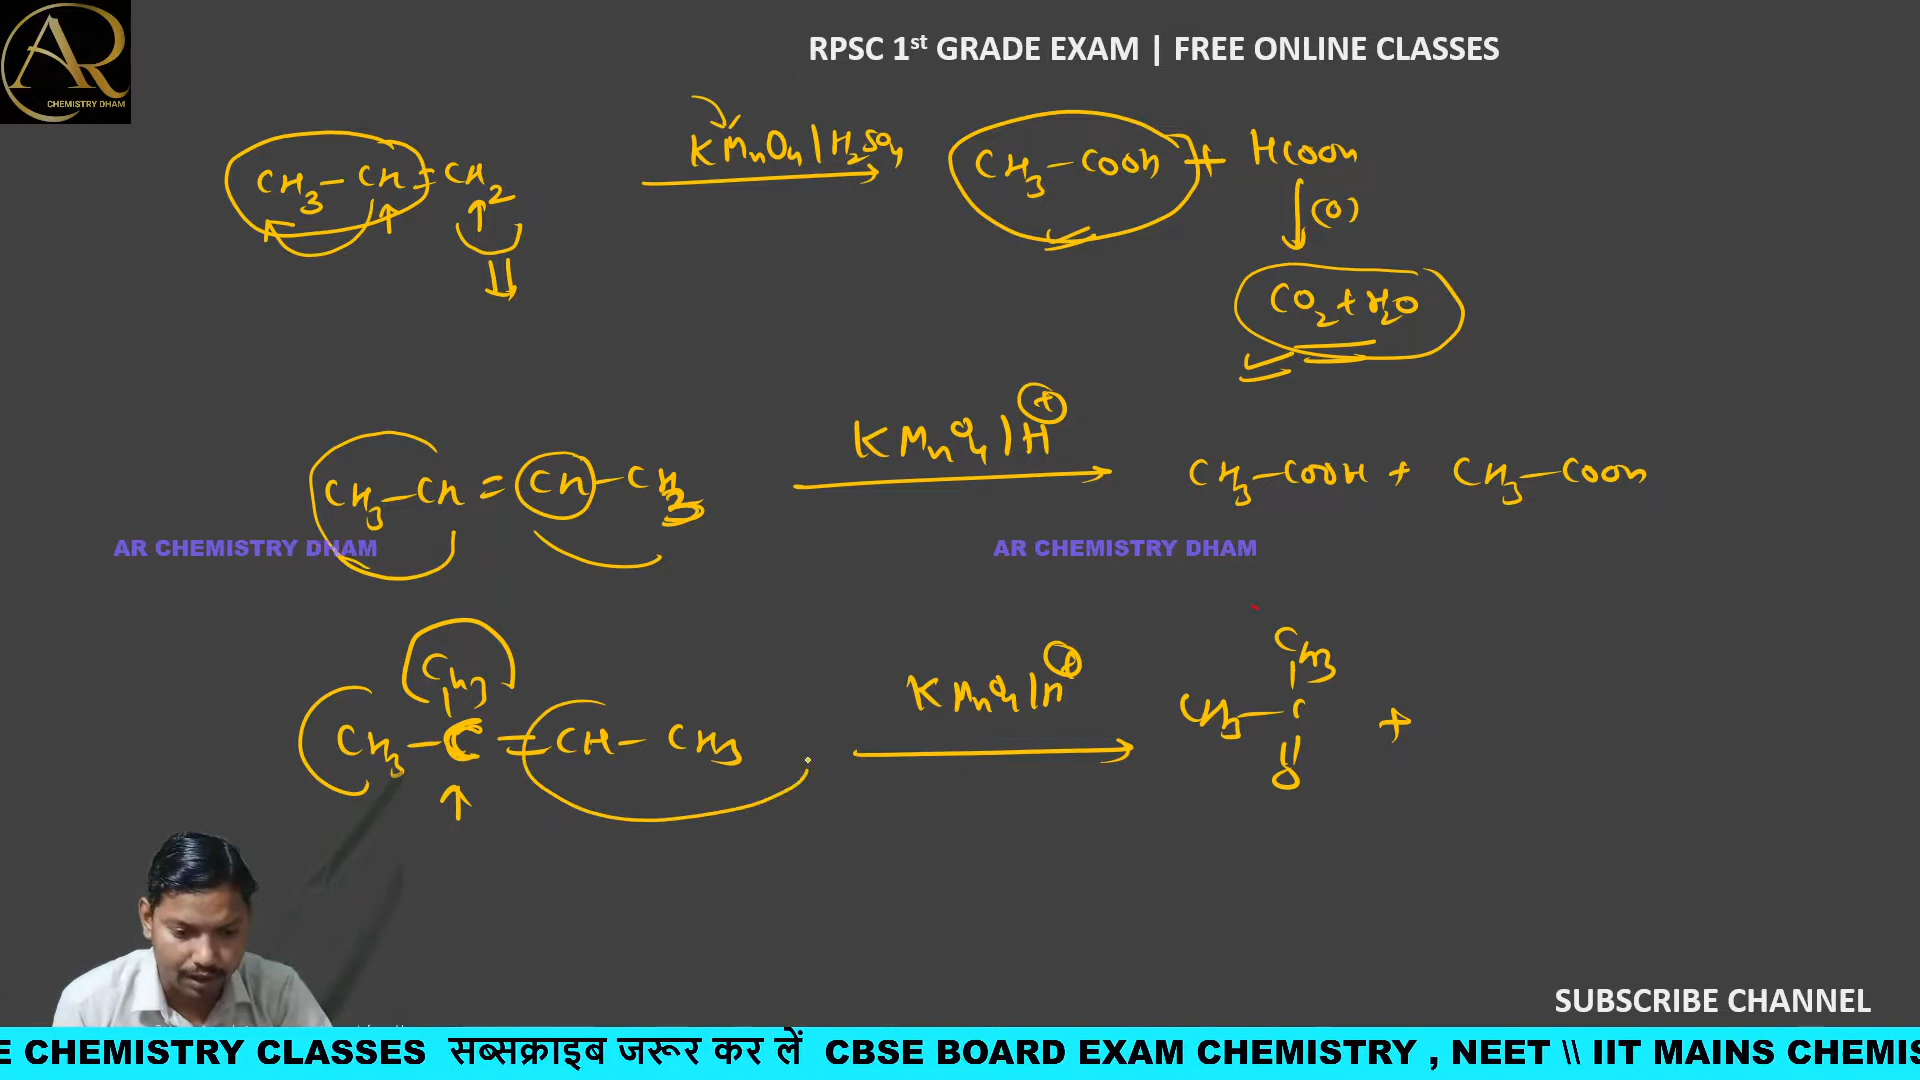 AR
CHEMISTRY DHAM
RPSC 1st GRADE EXAM | FREE ONLINE CLASSES
CH3-CH=CH2 KMnO4|H2SO4 CH3-COOH + HCOOH
(O)
CO2+H2O
CH3-CH=CH-CH3 KMnO4|H+ CH3-COOH + CH3-COOH
AR CHEMISTRY DHAM AR CHEMISTRY DHAM
CH3 KMnO4|H+ CH3
CH3-C=CH-CH3 CH3-C +
O
SUBSCRIBE CHANNEL
E CHEMISTRY CLASSES सब्सक्राइब जरूर कर लें CBSE BOARD EXAM CHEMISTRY , NEET \\ IIT MAINS CHEMIS